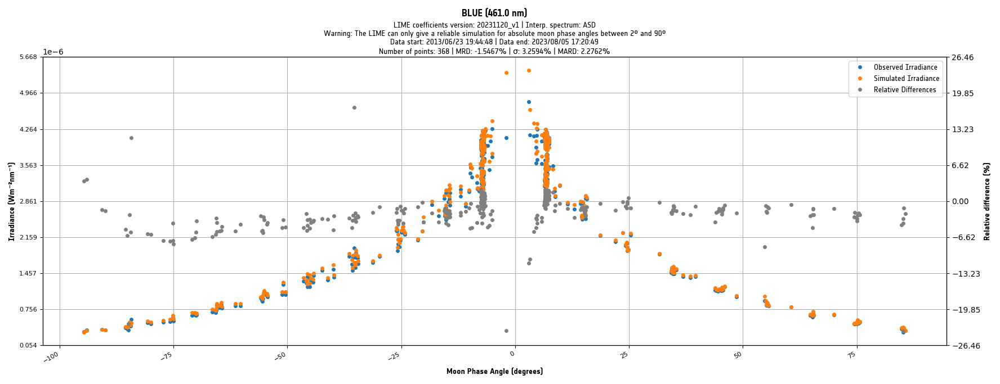 BLUE (461.0 nm)
LIME coefficients version: 20231120_v1 | Interp. spectrum: ASD
Warning: The LIME can only give a reliable simulation for absolute moon phase angles between 2º and 90º
Data start: 2013/06/23 19:44:48 | Data end: 2023/08/05 17:20:49
Number of points: 368 | MRD: -1.5467% | σ: 3.2594% | MARD: 2.2762%
1e−6
5.668
4.966
4.264
3.563
2.861
2.159
1.457
0.756
0.054
Irradiance (Wm⁻²nm⁻¹)
26.46
19.85
13.23
6.62
0.00
−6.62
−13.23
−19.85
−26.46
Relative difference (%)
Observed Irradiance
Simulated Irradiance
Relative Differences
−100
−75
−50
−25
0
25
50
75
Moon Phase Angle (degrees)